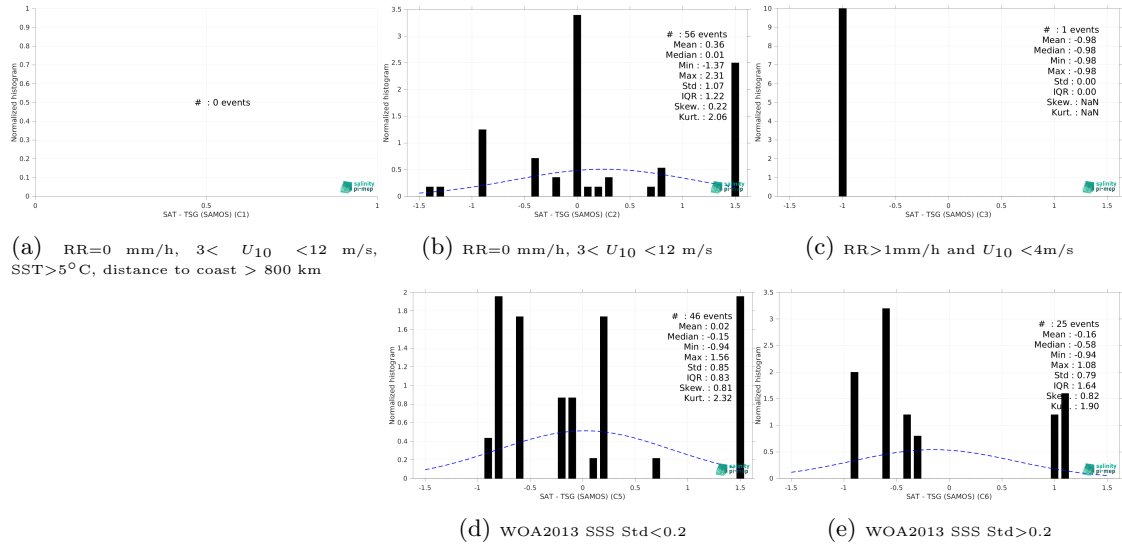 1
0.9
0.8
0.7
0.6
0.5
0.4
0.3
0.2
0.1
0
Normalized histogram
# : 0 events
salinity
pi-mep
0 0.5 1
SAT - TSG (SAMOS) (C1)
(a) RR=0 mm/h, 3< U10 <12 m/s,
SST>5°C, distance to coast > 800 km
3.5
3
2.5
2
1.5
1
0.5
0
Normalized histogram
# : 56 events
Mean : 0.36
Median : 0.01
Min : -1.37
Max : 2.31
Std : 1.07
IQR : 1.22
Skew. : 0.22
Kurt. : 2.06
salinity
pi-mep
-1.5 -1 -0.5 0 0.5 1 1.5
SAT - TSG (SAMOS) (C2)
(b) RR=0 mm/h, 3< U10 <12 m/s
10
9
8
7
6
5
4
3
2
1
0
Normalized histogram
# : 1 events
Mean : -0.98
Median : -0.98
Min : -0.98
Max : -0.98
Std : 0.00
IQR : 0.00
Skew. : NaN
Kurt. : NaN
salinity
pi-mep
-1.5 -1 -0.5 0 0.5 1 1.5
SAT - TSG (SAMOS) (C3)
(c) RR>1mm/h and U10 <4m/s
2
1.8
1.6
1.4
1.2
1
0.8
0.6
0.4
0.2
0
Normalized histogram
# : 46 events
Mean : 0.02
Median : -0.15
Min : -0.94
Max : 1.56
Std : 0.85
IQR : 0.83
Skew. : 0.81
Kurt. : 2.32
salinity
pi-mep
-1.5 -1 -0.5 0 0.5 1 1.5
SAT - TSG (SAMOS) (C5)
(d) WOA2013 SSS Std<0.2
3.5
3
2.5
2
1.5
1
0.5
0
Normalized histogram
# : 25 events
Mean : -0.16
Median : -0.58
Min : -0.94
Max : 1.08
Std : 0.79
IQR : 1.64
Skew. : 0.82
Kurt. : 1.90
salinity
pi-mep
-1.5 -1 -0.5 0 0.5 1 1.5
SAT - TSG (SAMOS) (C6)
(e) WOA2013 SSS Std>0.2